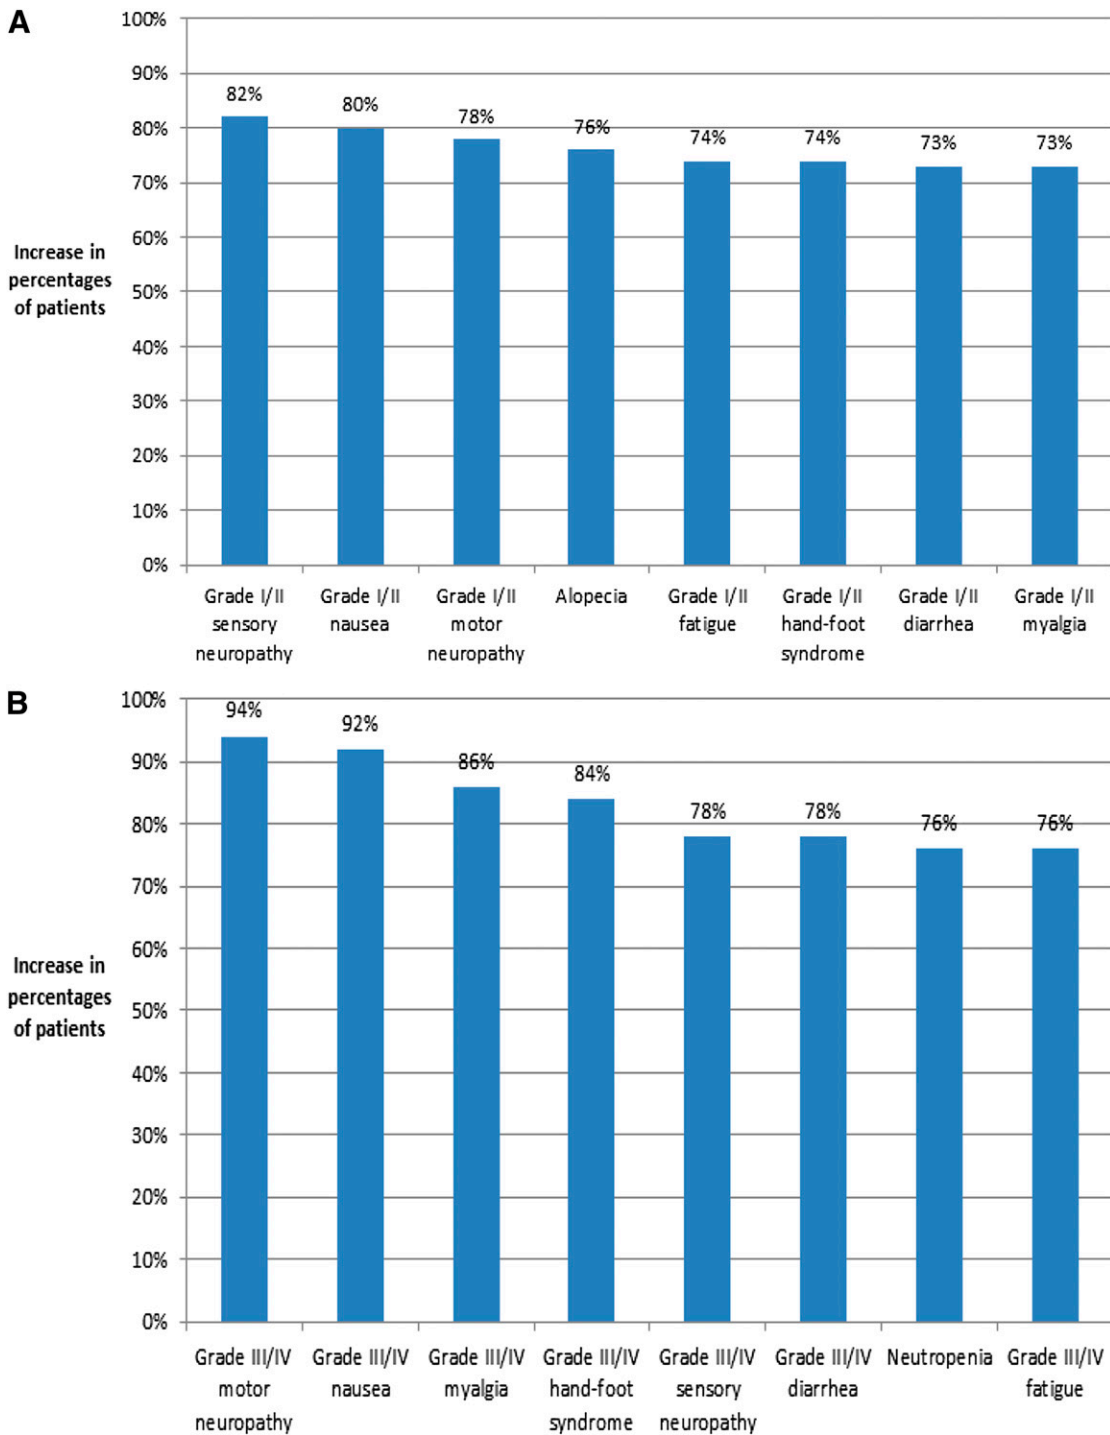 A
100%
90%
80%
70%
60%
50%
40%
30%
20%
10%
0%
Increase in
percentages
of patients
82%
80%
78%
76%
74%
74%
73%
73%
Grade I/II
sensory
neuropathy
Grade I/II
nausea
Grade I/II
motor
neuropathy
Alopecia
Grade I/II
fatigue
Grade I/II
hand-foot
syndrome
Grade I/II
diarrhea
Grade I/II
myalgia
B
100%
90%
80%
70%
60%
50%
40%
30%
20%
10%
0%
Increase in
percentages
of patients
94%
92%
86%
84%
78%
78%
76%
76%
Grade III/IV
motor
neuropathy
Grade III/IV
nausea
Grade III/IV
myalgia
Grade III/IV
hand-foot
syndrome
Grade III/IV
sensory
neuropathy
Grade III/IV
diarrhea
Neutropenia
Grade III/IV
fatigue